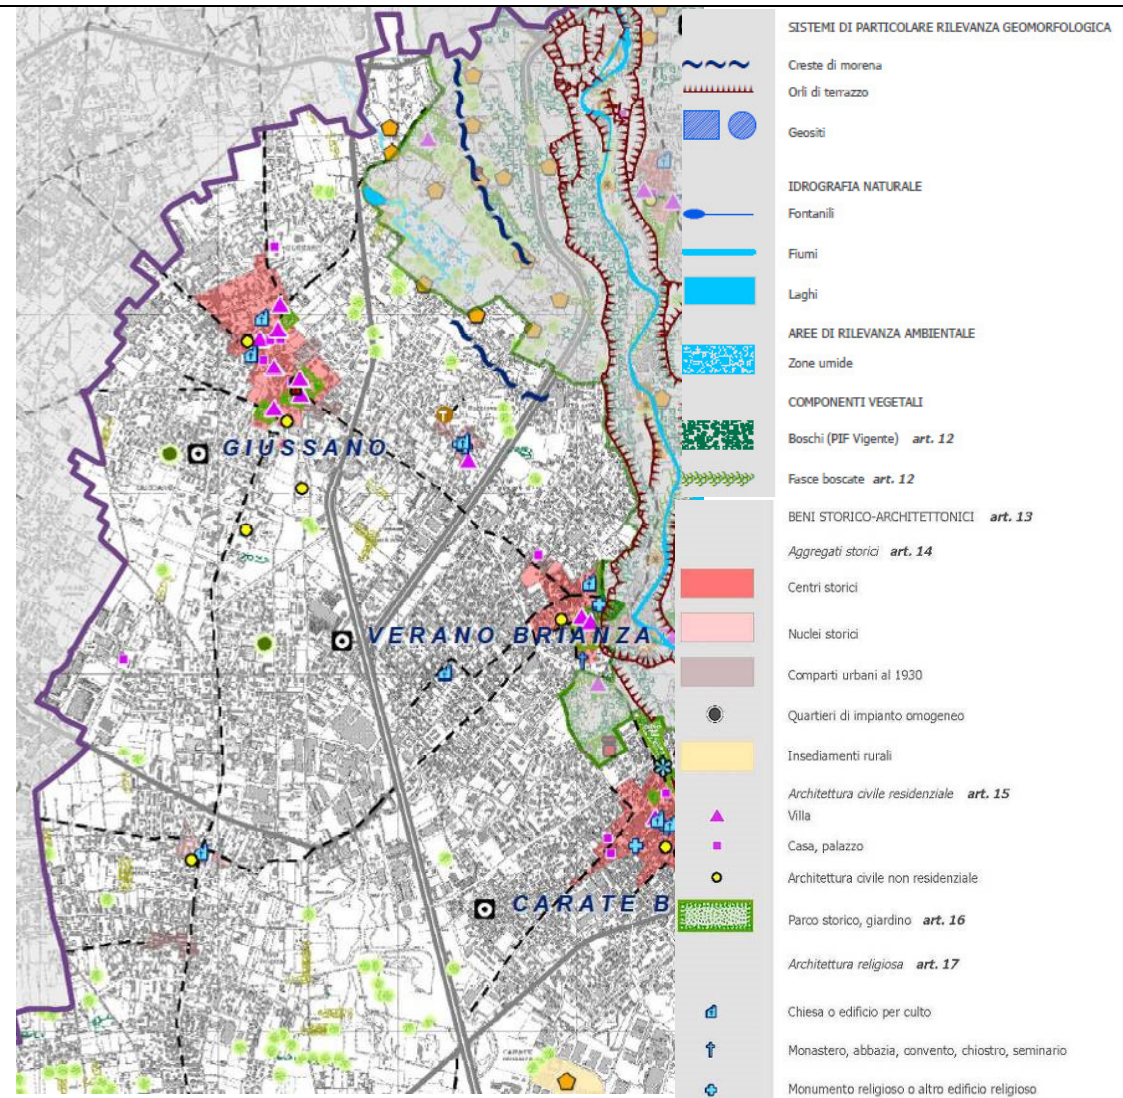 SISTEMI DI PARTICOLARE RILEVANZA GEOMORFOLOGICA
Creste di morena
Orli di terrazzo
Geositi
IDROGRAFIA NATURALE
Fontanili
Fiumi
Laghi
AREE DI RILEVANZA AMBIENTALE
Zone umide
COMPONENTI VEGETALI
Boschi (PIF Vigente) art. 12
Fasce boscate art. 12
BENI STORICO-ARCHITETTONICI art. 13
Aggregati storici art. 14
Centri storici
Nuclei storici
Comparti urbani al 1930
Quartieri di impianto omogeneo
Insediamenti rurali
Architettura civile residenziale art. 15
Villa
Casa, palazzo
Architettura civile non residenziale
Parco storico, giardino art. 16
Architettura religiosa art. 17
Chiesa o edificio per culto
Monastero, abbazia, convento, chiostro, seminario
Monumento religioso o altro edificio religioso
T
GIUSSANO
VERANO BRIANZA
CARATE B